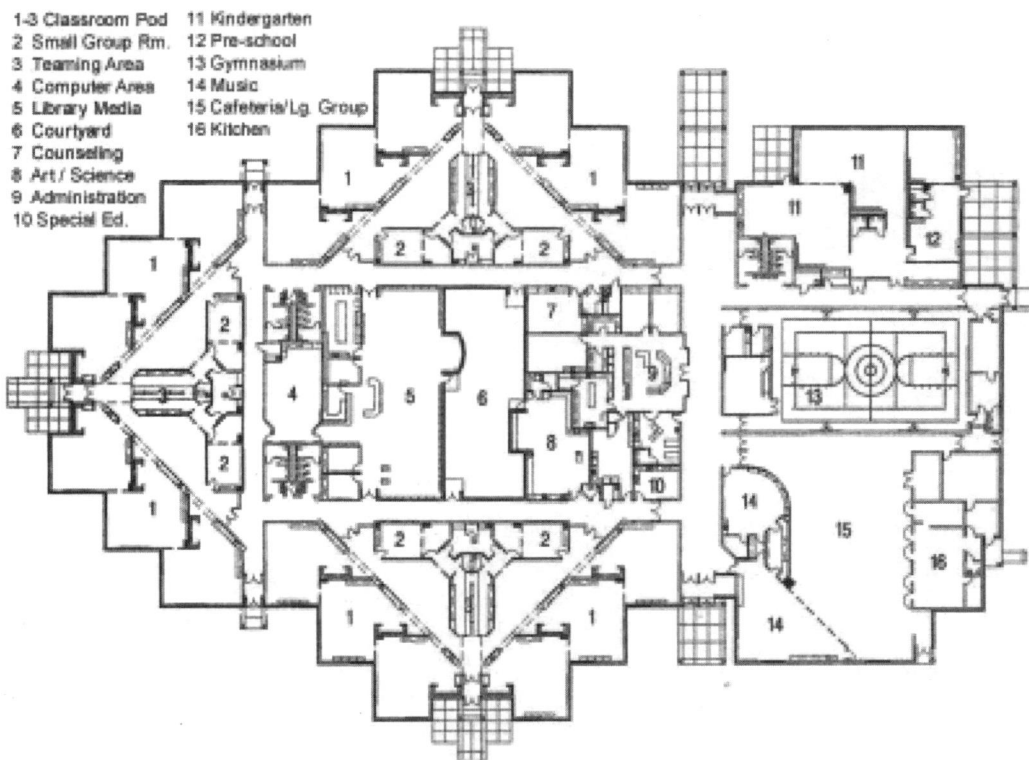 1-3 Classroom Pod
2 Small Group Rm.
3 Teaming Area
4 Computer Area
5 Library Media
6 Courtyard
7 Counseling
8 Art / Science
9 Administration
10 Special Ed.
11 Kindergarten
12 Pre-school
13 Gymnasium
14 Music
15 Cafeteria/Lg. Group
16 Kitchen
1
3
1
11
11
2
2
12
1
2
7
3
4
5
6
9
13
2
8
10
14
1
15
2
2
16
1
1
14